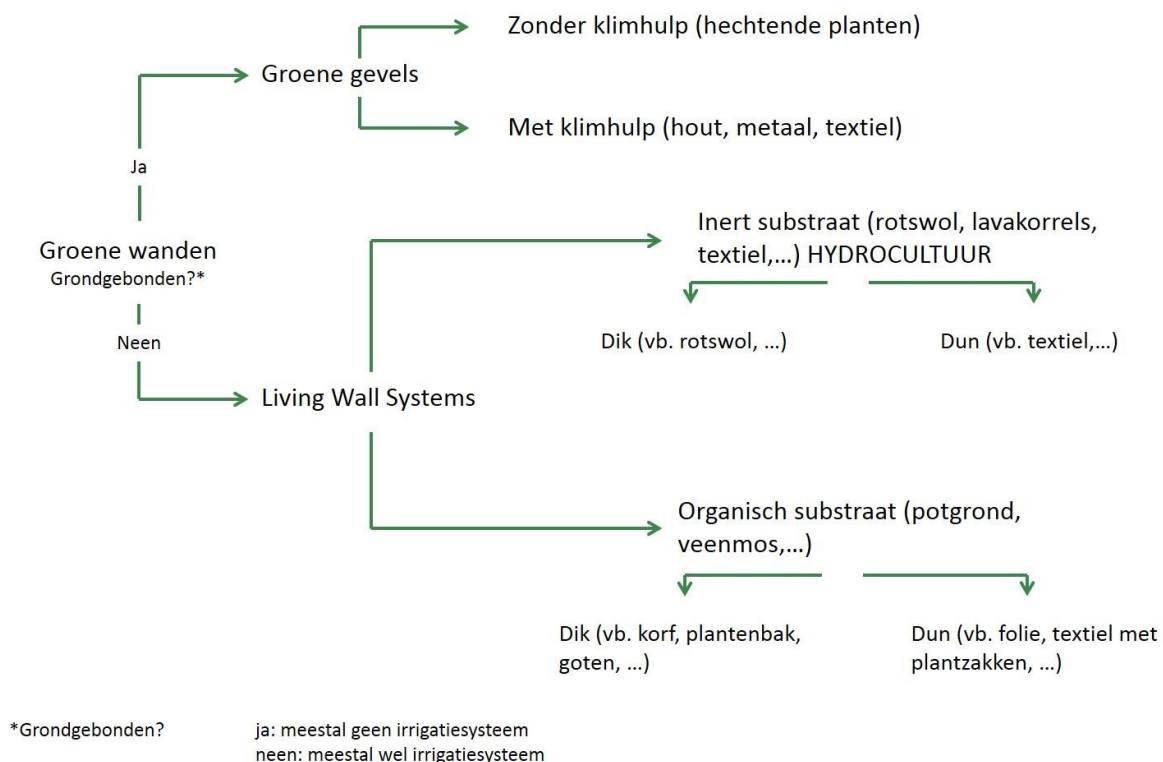 Zonder klimhulp (hechtende planten)
Groene gevels
Met klimhulp (hout, metaal, textiel)
Ja
Groene wanden
Grondgebonden?*
Neen
Inert substraat (rotswol, lavakorrels,
textiel,...) HYDROCULTUUR
Dik (vb. rotswol, ...)
Dun (vb. textiel,...)
Living Wall Systems
Organisch substraat (potgrond,
veenmos,...)
Dik (vb. korf, plantenbak,
goten, ...)
Dun (vb. folie, textiel met
plantzakken, ...)
*Grondgebonden?
ja: meestal geen irrigatiesysteem
neen: meestal wel irrigatiesysteem